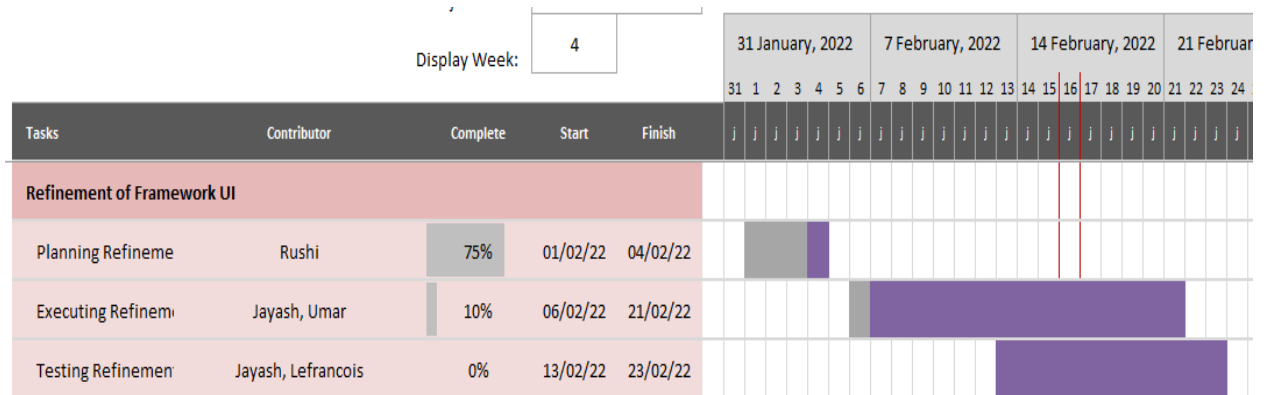 Display Week: 4
31 January, 2022 7 February, 2022 14 February, 2022 21 Februar
31 1 2 3 4 5 6 7 8 9 10 11 12 13 14 15 16 17 18 19 20 21 22 23 24
Tasks Contributor Complete Start Finish j j j j j j j j j j j j j j j j j j j j j j j j j
Refinement of Framework UI
Planning Refineme Rushi 75% 01/02/22 04/02/22
Executing Refinem Jayash, Umar 10% 06/02/22 21/02/22
Testing Refinemen Jayash, Lefrancois 0% 13/02/22 23/02/22